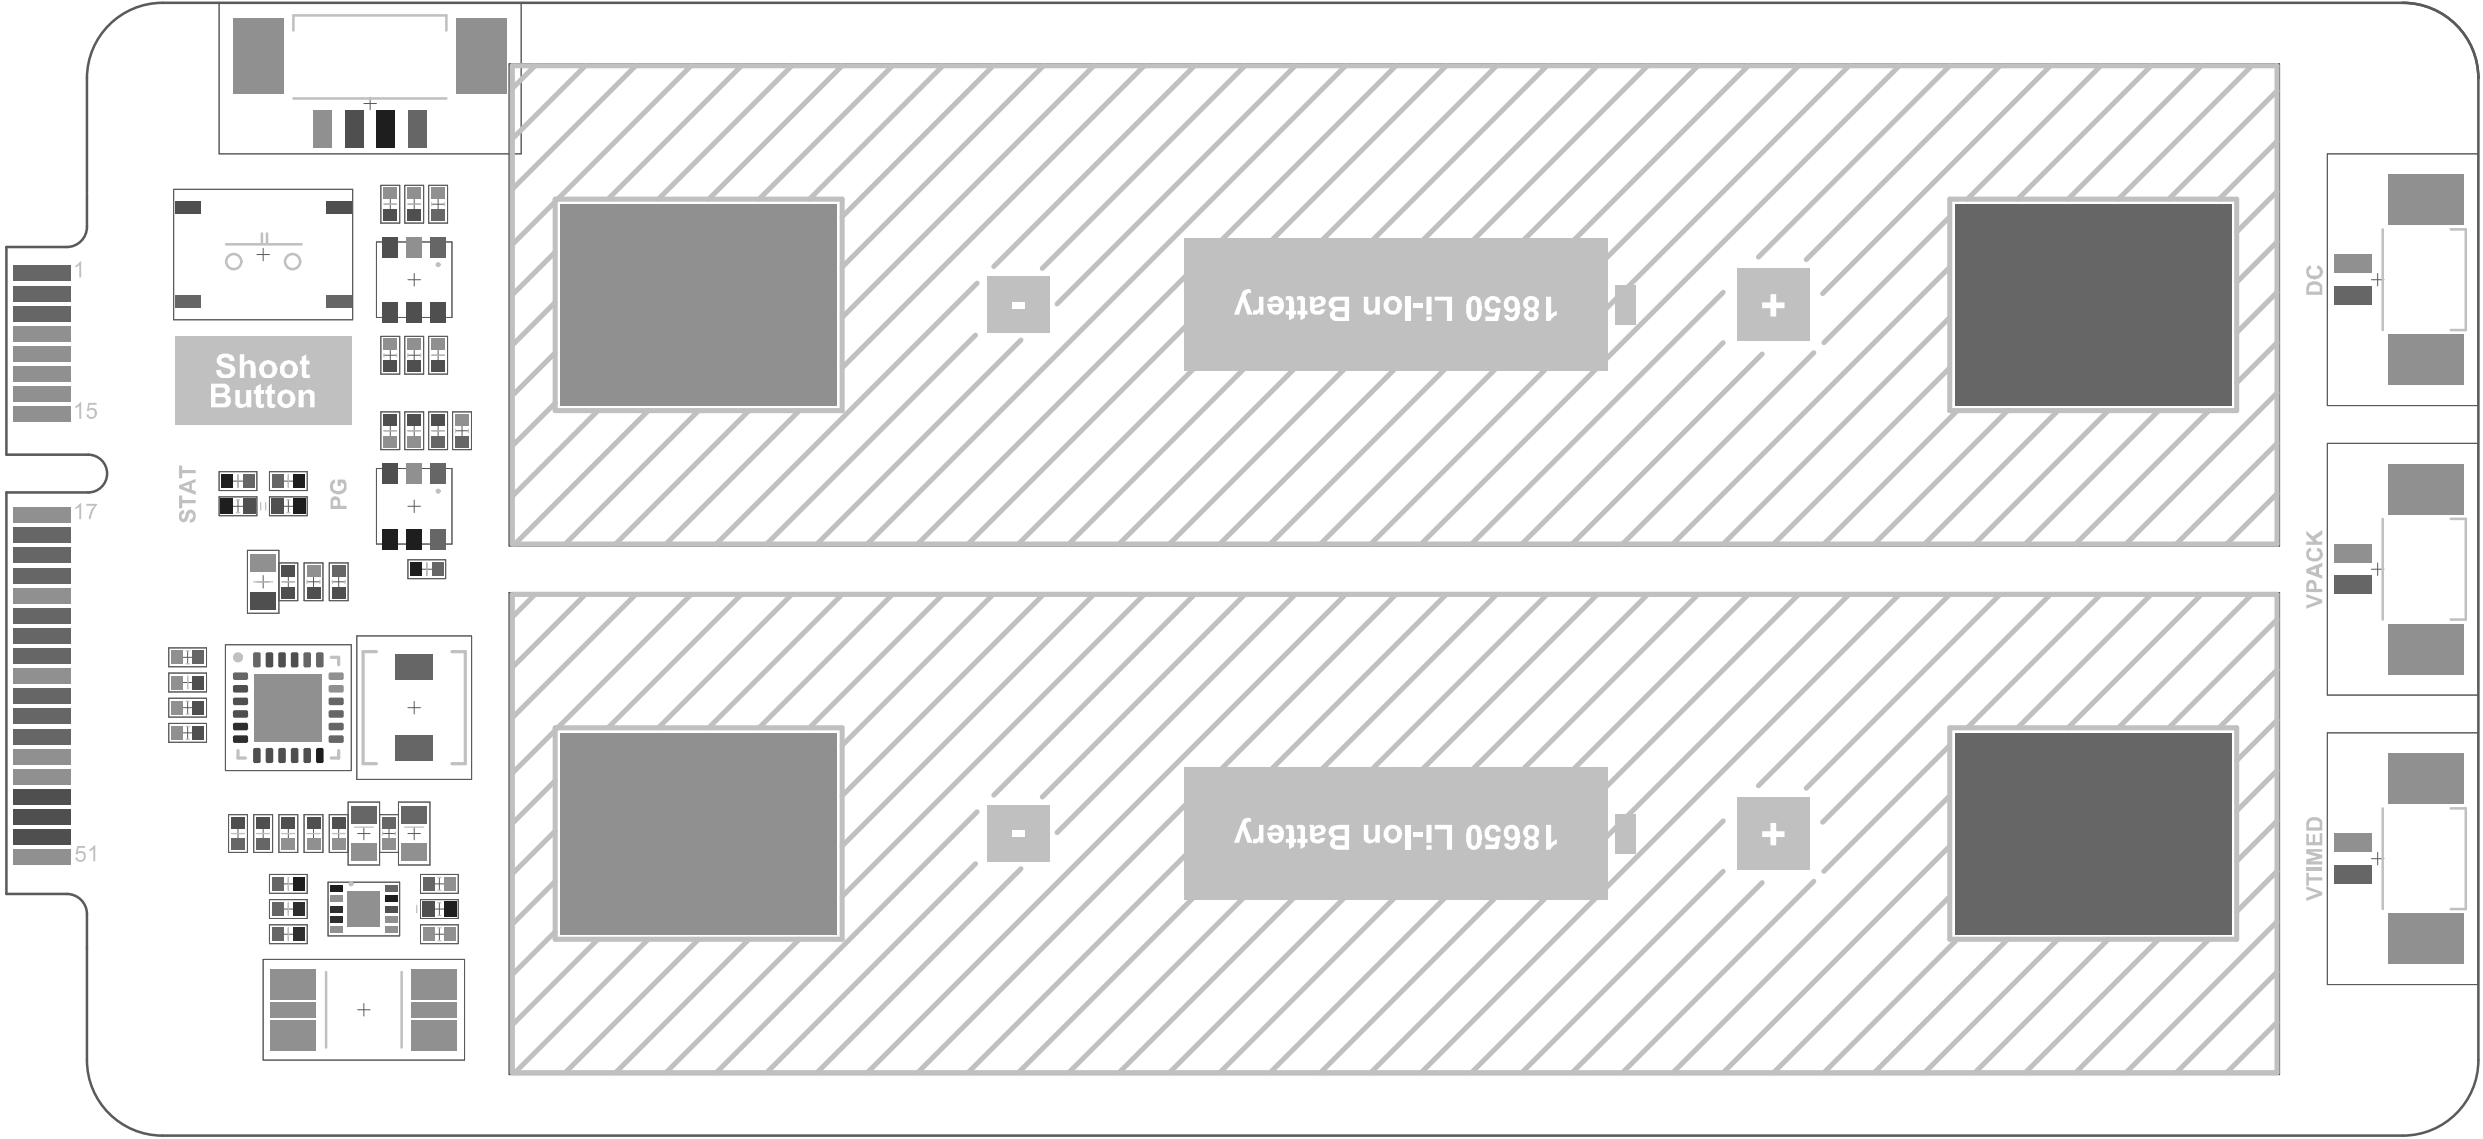 1
15
Shoot
Button
STAT
PG
17
51
-
18650 Li-Ion Battery
+
-
18650 Li-Ion Battery
+
DC
VPACK
VTIMED